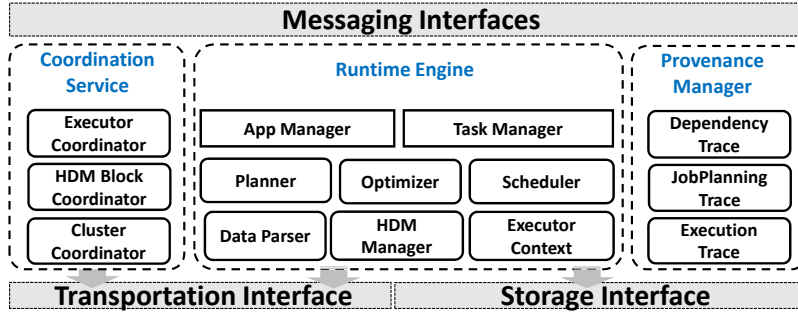 Messaging Interfaces
Coordination
Service
Executor
Coordinator
HDM Block
Coordinator
Cluster
Coordinator
Runtime Engine
App Manager
Task Manager
Planner
Optimizer
Scheduler
Data Parser
HDM
Manager
Executor
Context
Provenance
Manager
Dependency
Trace
JobPlanning
Trace
Execution
Trace
Transportation Interface
Storage Interface